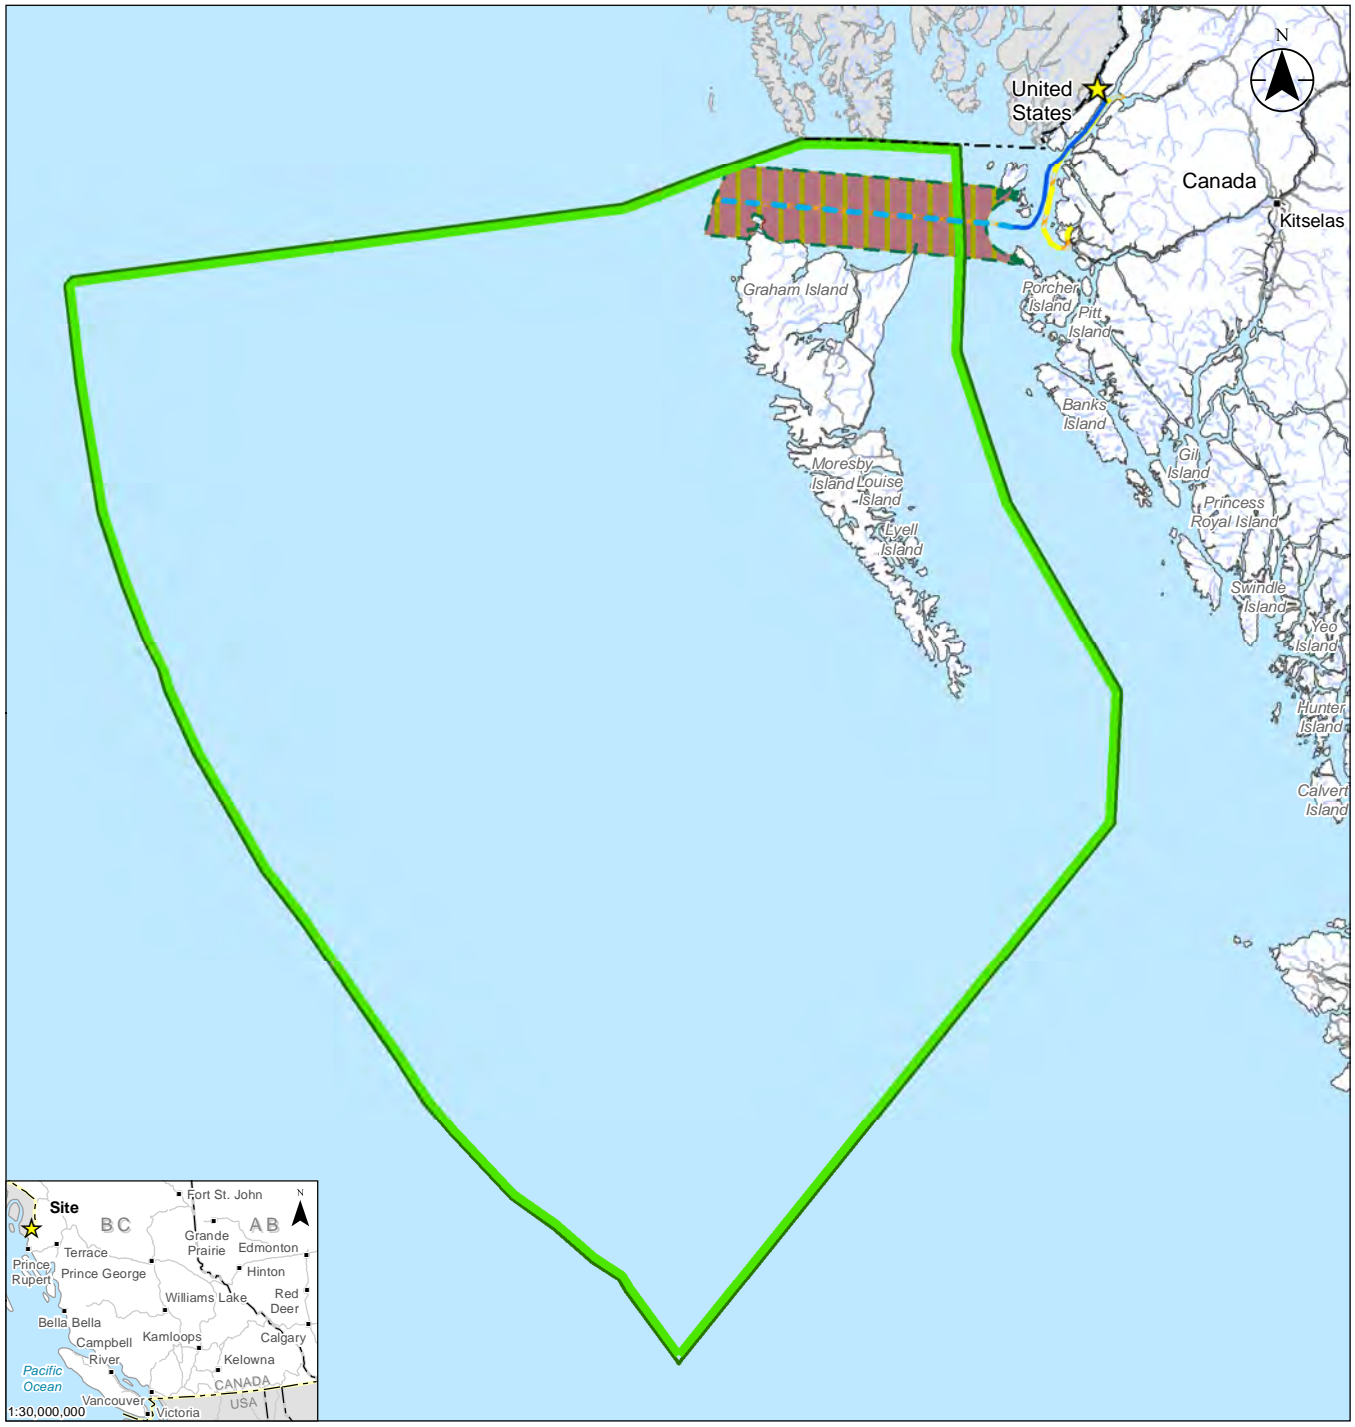 N
United
States
Canada
Kitselas
Graham Island
Porcher
Island
Pitt
Island
Banks
Island
Gil
Island
Moresby
Island
Louise
Island
Princess
Royal Island
Lyell
Island
Swindle
Island
Yeo
Island
Hunter
Island
Calvert
Island
Site
N
Fort St. John
BC
AB
Grande
Prairie
Edmonton
Terrace
Prince
Rupert
Prince George
Hinton
Red
Deer
Williams Lake
Bella Bella
Campbell
River
Kamloops
Calgary
Kelowna
Pacific
Ocean
CANADA
USA
Vancouver
Victoria
1:30,000,000